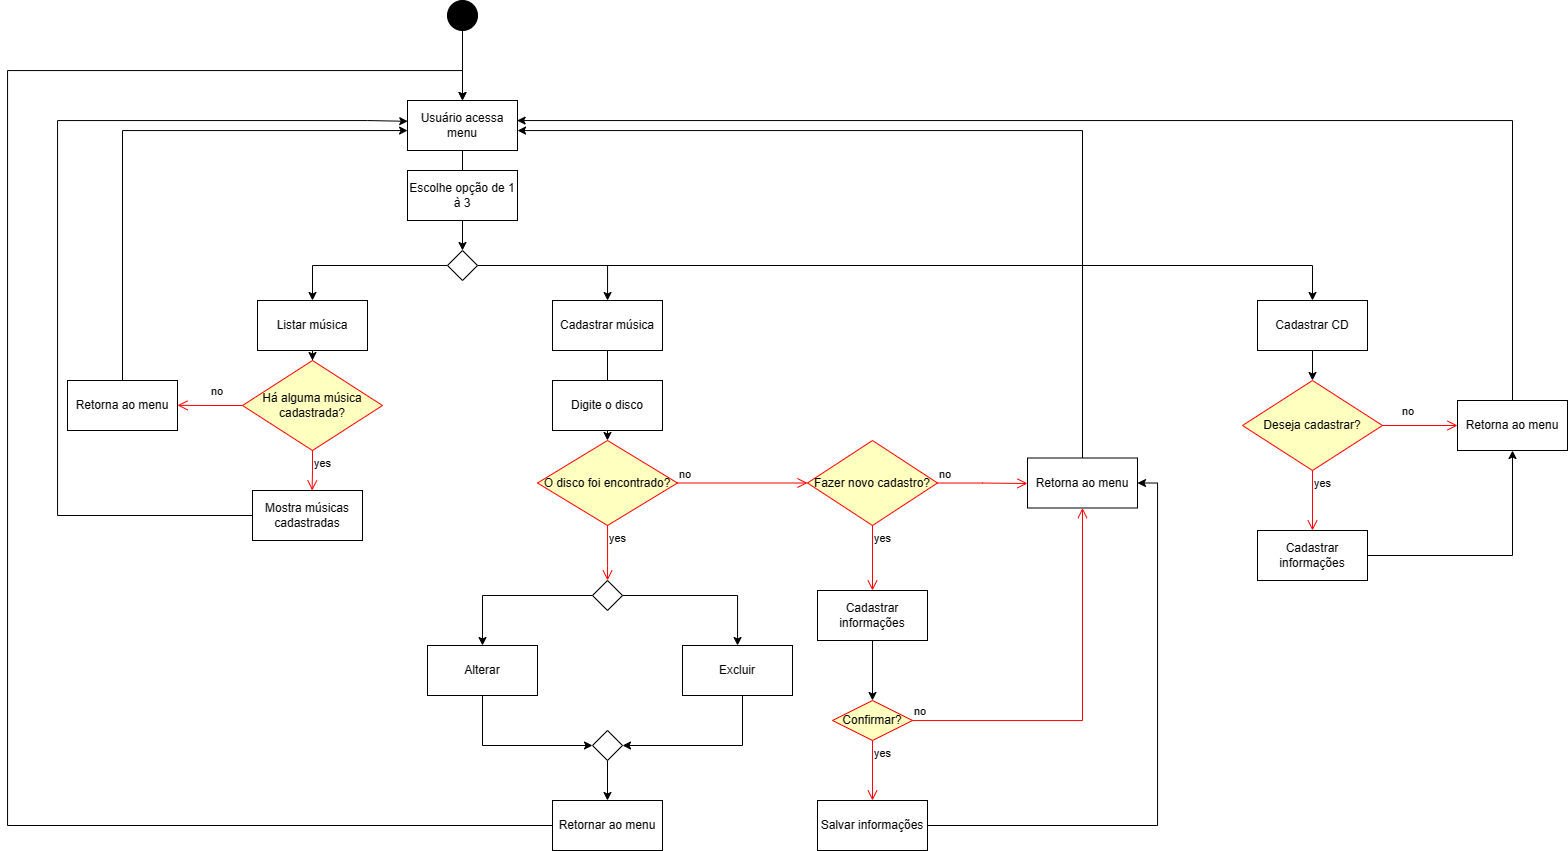 Usuário acessa
menu
Escolhe opção de 1
à 3
Listar música
Cadastrar música
Cadastrar CD
Retorna ao menu
no
Há alguma música
cadastrada?
yes
Mostra músicas
cadastradas
Digite o disco
O disco foi encontrado?
no
yes
Fazer novo cadastro?
no
yes
Retorna ao menu
Deseja cadastrar?
no
yes
Retorna ao menu
Cadastrar
informações
Alterar
Excluir
Cadastrar
informações
Confirmar?
no
yes
Retornar ao menu
Salvar informações